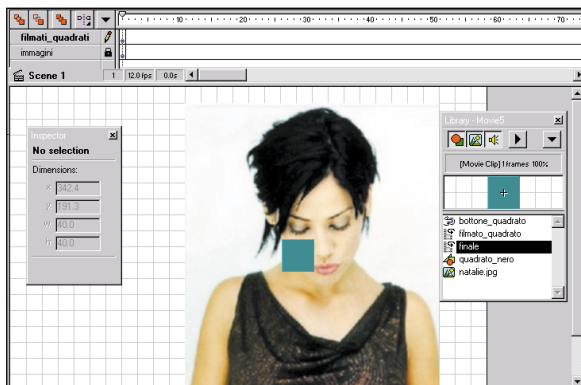 10 20 30 40 50 60 70
filmati_quadrati
immagini
Scene 1 1 12.0 fps 0.0s
Inspector
No selection
Dimensions:
x: 342.4
y: 191.3
w: 40.0
h: 40.0
Library - Movie5
[Movie Clip] 1 frames 100%
bottone_quadrato
filmato_quadrato
finale
quadrato_nero
natalie.jpg